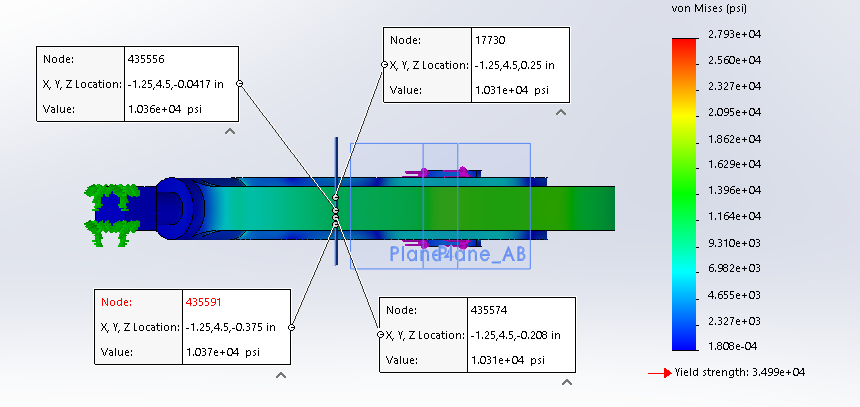 von Mises (psi)
Node: 17730
X, Y, Z Location: -1.25,4.5,0.25 in
Value: 1.031e+04 psi
Node: 435556
X, Y, Z Location: -1.25,4.5,-0.0417 in
Value: 1.036e+04 psi
2.793e+04
2.560e+04
2.327e+04
2.095e+04
1.862e+04
1.629e+04
1.396e+04
1.164e+04
9.310e+03
6.982e+03
4.655e+03
2.327e+03
1.808e-04
Yield strength: 3.499e+04
Plane_AB
Node: 435591
X, Y, Z Location: -1.25,4.5,-0.375 in
Value: 1.037e+04 psi
Node: 435574
X, Y, Z Location: -1.25,4.5,-0.208 in
Value: 1.031e+04 psi